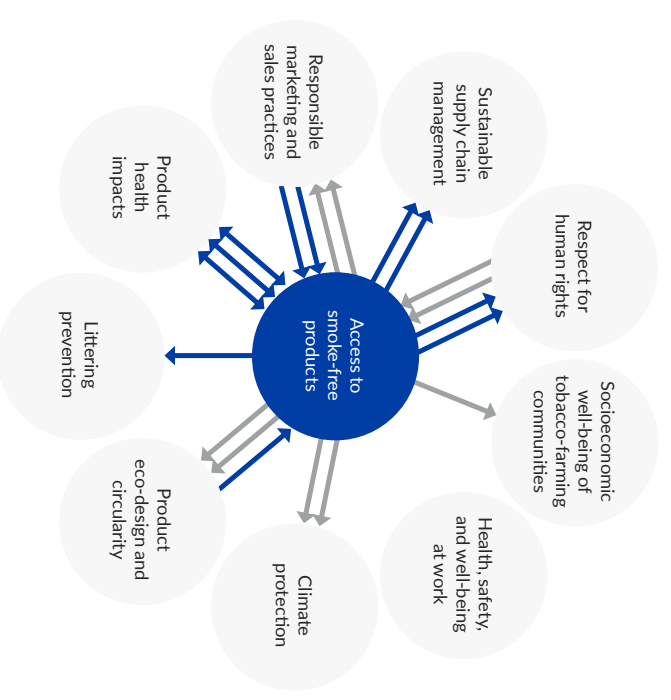 Access to
smoke-free
products
Responsible
marketing and
sales practices
Sustainable
supply chain
management
Respect for
human rights
Socioeconomic
well-being of
tobacco-farming
communities
Health, safety,
and well-being
at work
Climate
protection
Product
eco-design and
circularity
Littering
prevention
Product
health
impacts